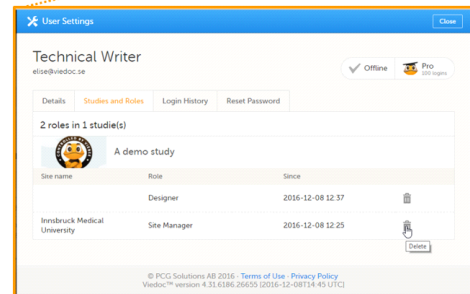 User Settings
Close
Technical Writer
elise@viedoc.se
Offline
Pro
100 logins
Details Studies and Roles Login History Reset Password
2 roles in 1 studie(s)
A demo study
Site name Role Since
Designer 2016-12-08 12.37
Innsbruck Medical
University
Site Manager 2016-12-08 12.25
Delete
© PCG Solutions AB 2016 · Terms of Use · Privacy Policy
Viedoc™ version 4.31.6186.26655 [2016-12-08T14:45 UTC]